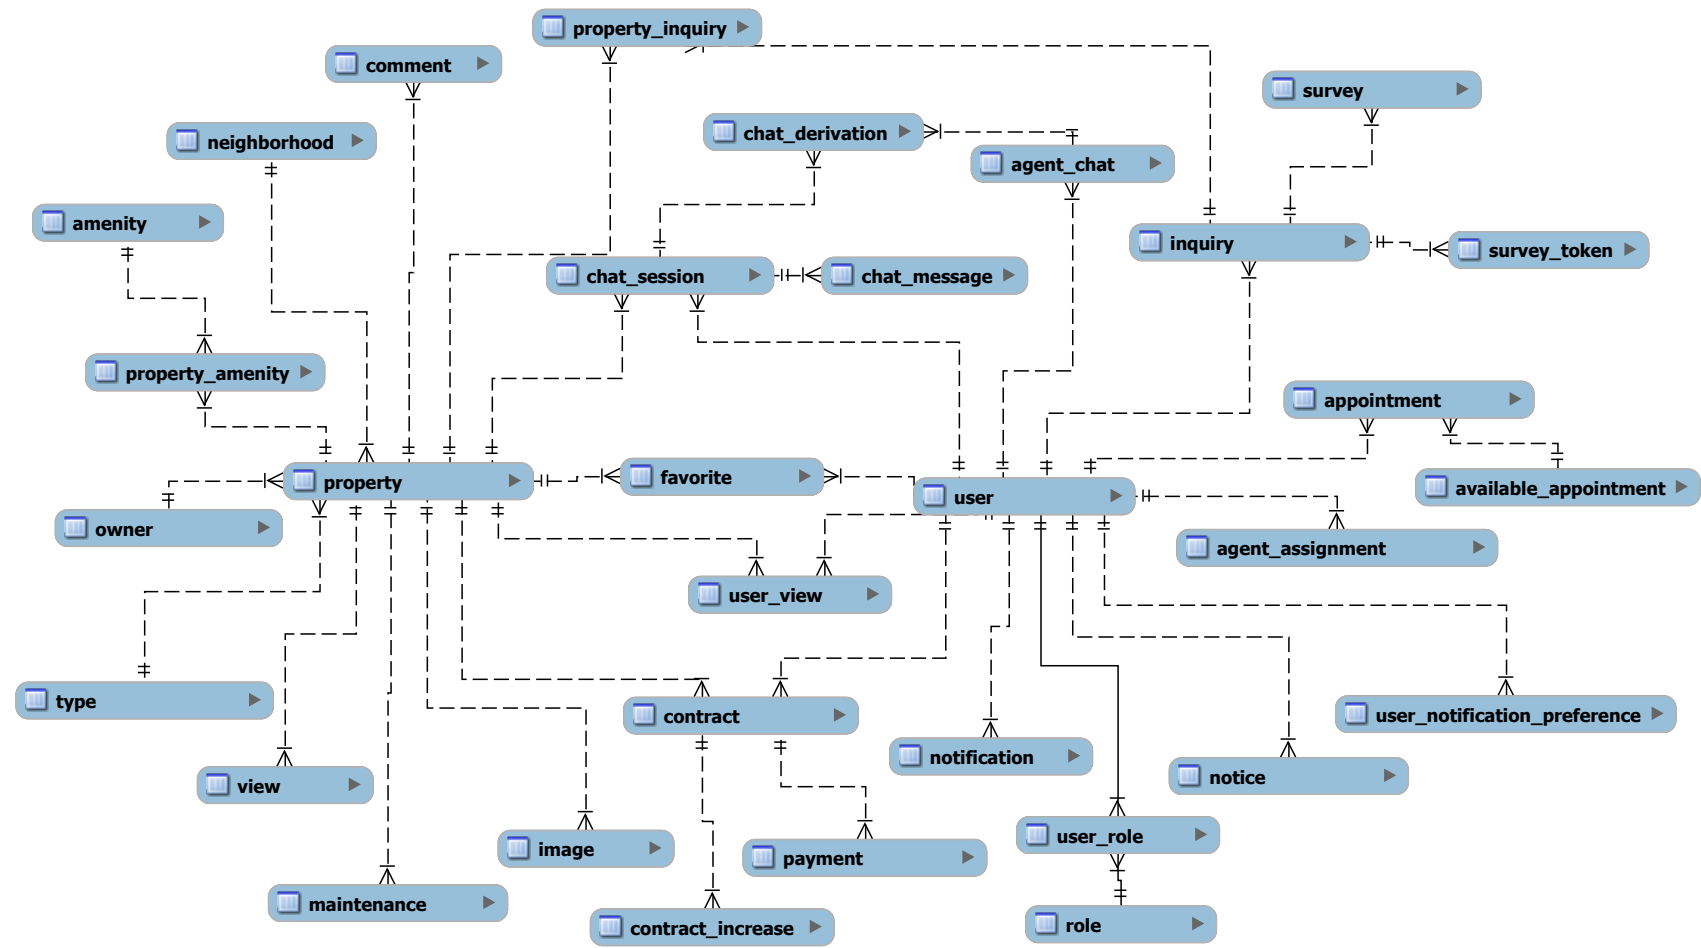 property_inquiry
comment
survey
chat_derivation
neighborhood
agent_chat
amenity
inquiry
survey_token
chat_session
chat_message
property_amenity
appointment
property
favorite
user
available_appointment
owner
agent_assignment
user_view
type
contract
user_notification_preference
notification
view
notice
user_role
image
payment
maintenance
contract_increase
role